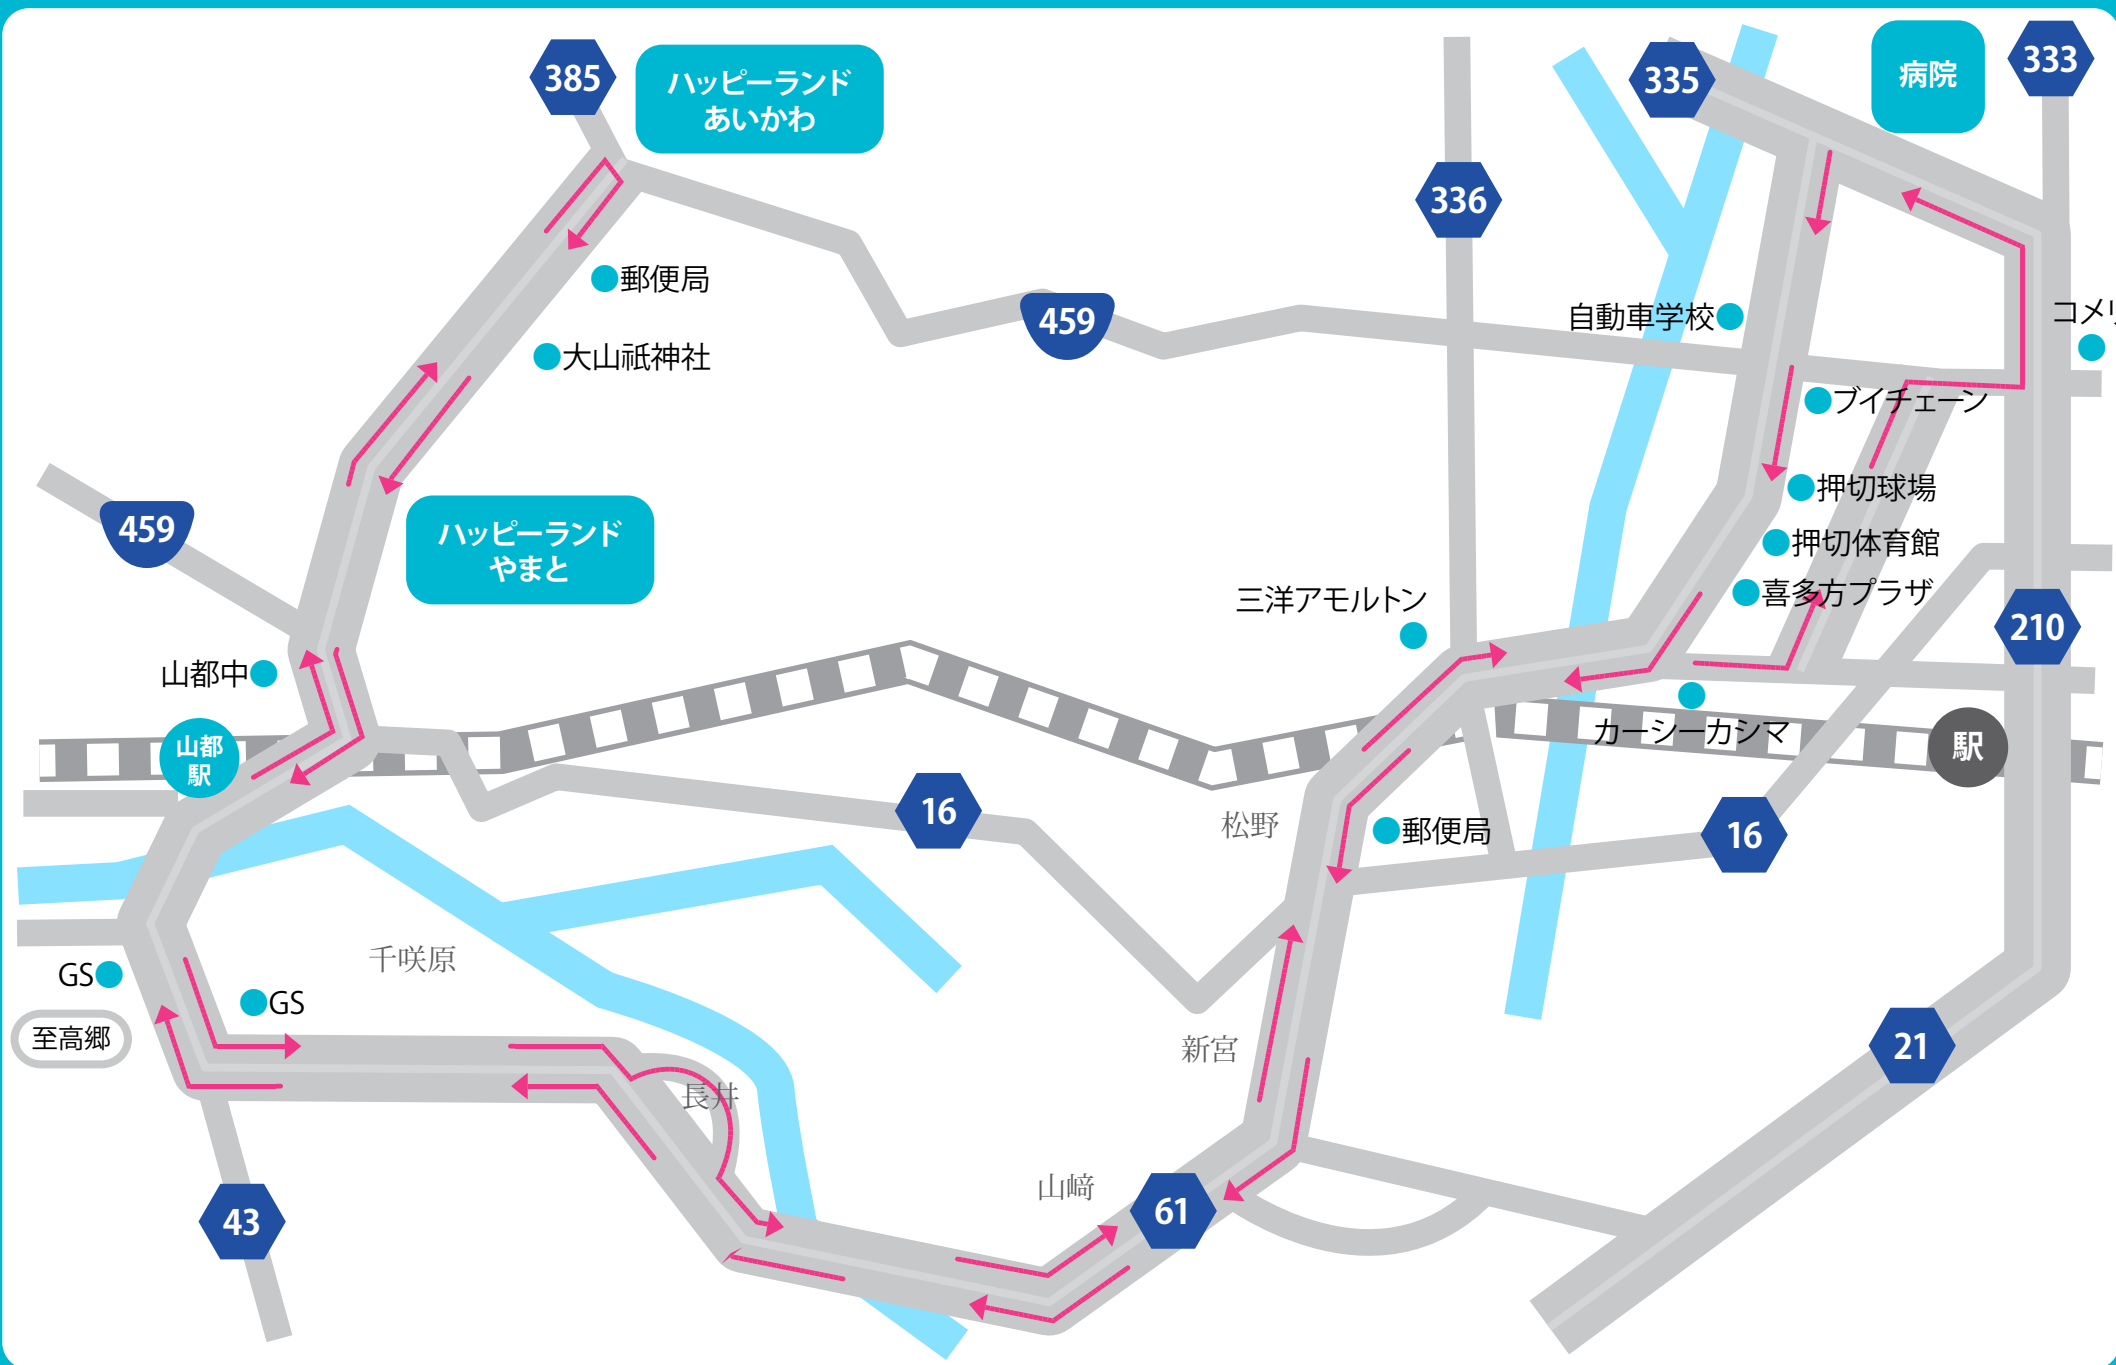 385
ハッピーランド
あいかわ
335
病院
333
336
郵便局
459
自動車学校
コメリ
大山祇神社
ブイチェーン
459
ハッピーランド
やまと
押切球場
押切体育館
三洋アモルトン
喜多方プラザ
210
山都中
山都
駅
カーシーカシマ
駅
16
松野
郵便局
16
千咲原
GS
GS
至高郷
新宮
21
長井
山﨑
61
43